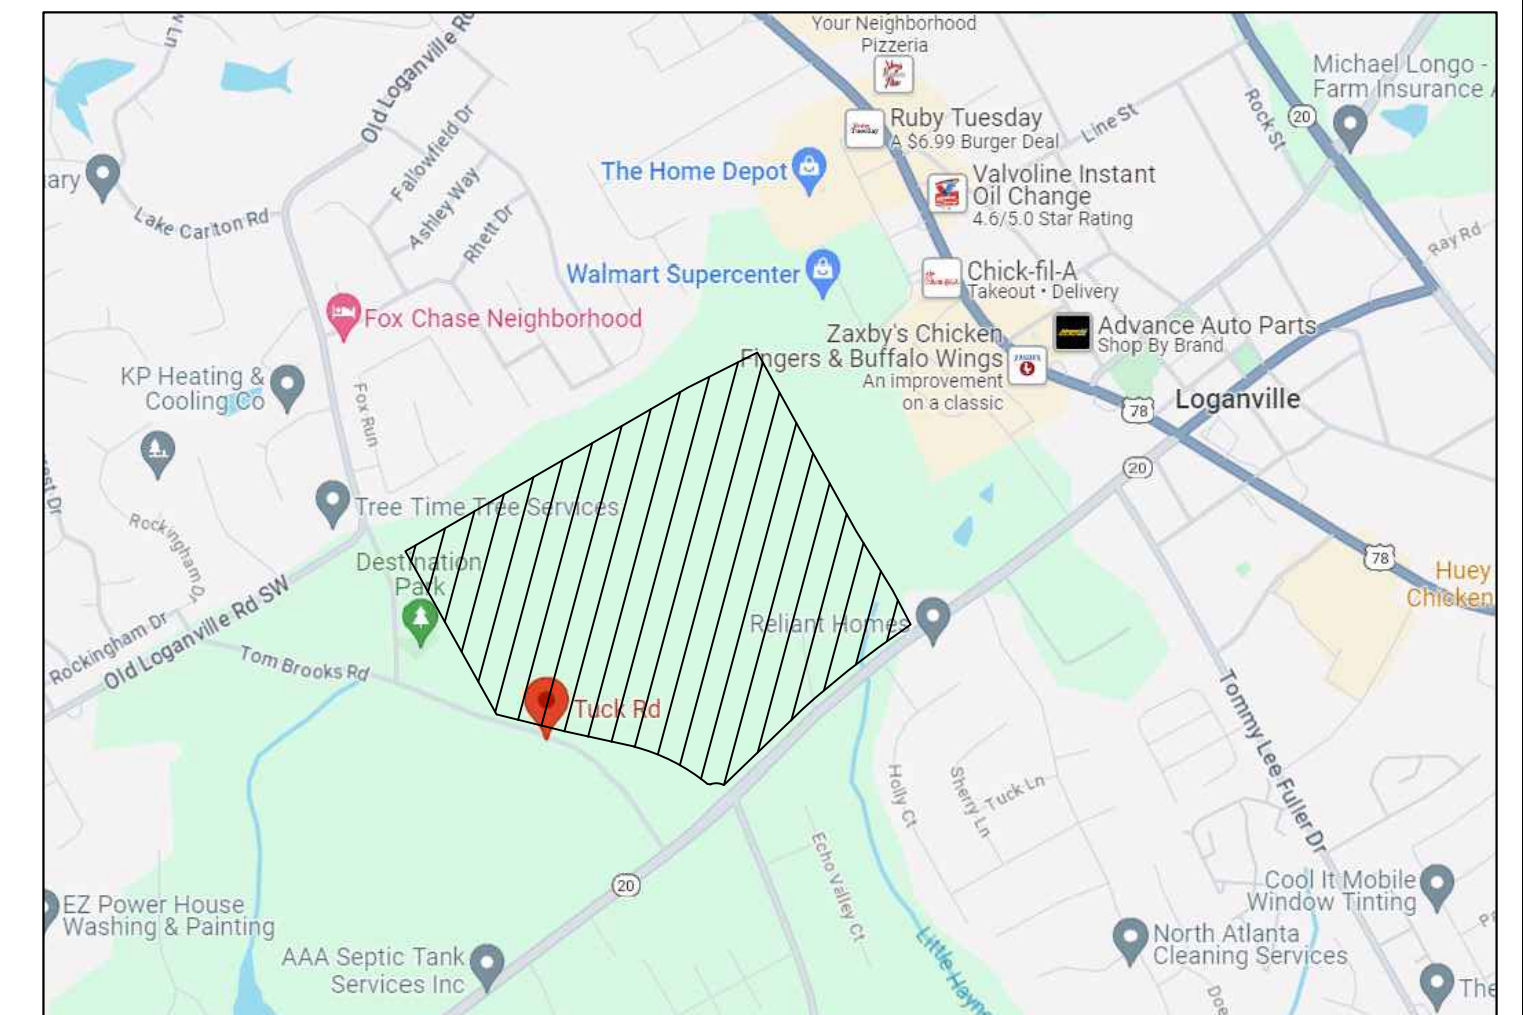 Your Neighborhood
Pizzeria
Old Loganville Rd
Michael Longo -
Farm Insurance
20
Rock St
Line St
Ruby Tuesday
A $6.99 Burger Deal
Fallowfield Dr
The Home Depot
Valvoline Instant
Oil Change
4.6/5.0 Star Rating
ary
Lake Carlton Rd
Ashley Way
Rhett Dr
Ray Rd
Walmart Supercenter
Chick-fil-A
Takeout • Delivery
Fox Chase Neighborhood
Zaxby's Chicken
Fingers & Buffalo Wings
An improvement
on a classic
Advance Auto Parts
Shop By Brand
KP Heating &
Cooling Co
Fox Run
78
Loganville
20
Tree Time Tree Services
Rockingham Dr
Destination
Park
78
Huey
Chicken
Reliant Homes
Rockingham Dr
Old Loganville Rd SW
Tom Brooks Rd
Tuck Rd
Tommy Lee Fuller Dr
Holly Ct
Sherry Ln
Tuck Ln
Echo Valley Ct
20
EZ Power House
Washing & Painting
Cool It Mobile
Window Tinting
AAA Septic Tank
Services Inc
Little Hayn
North Atlanta
Cleaning Services
The